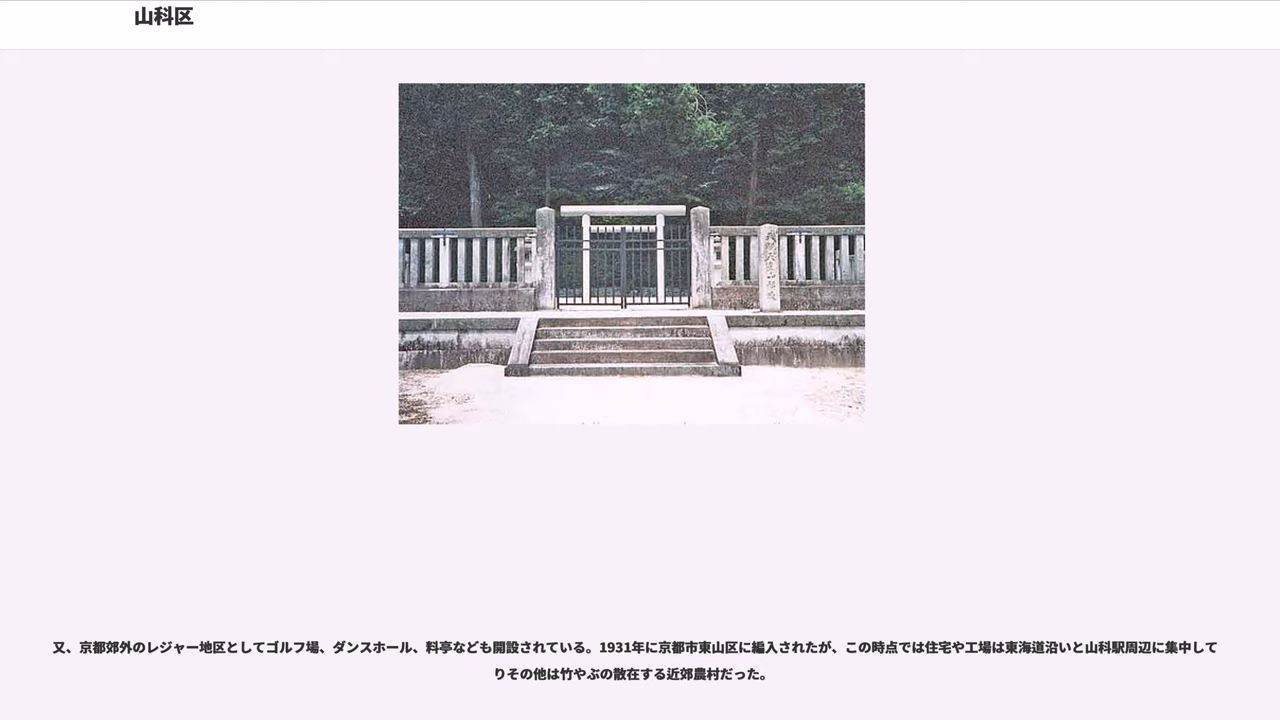 山科区
又、京都郊外のレジャー地区としてゴルフ場、ダンスホール、料亭なども開設されている。1931年に京都市東山区に編入されたが、この時点では住宅や工場は東海道沿いと山科駅周辺に集中して
りその他は竹やぶの散在する近郊農村だった。